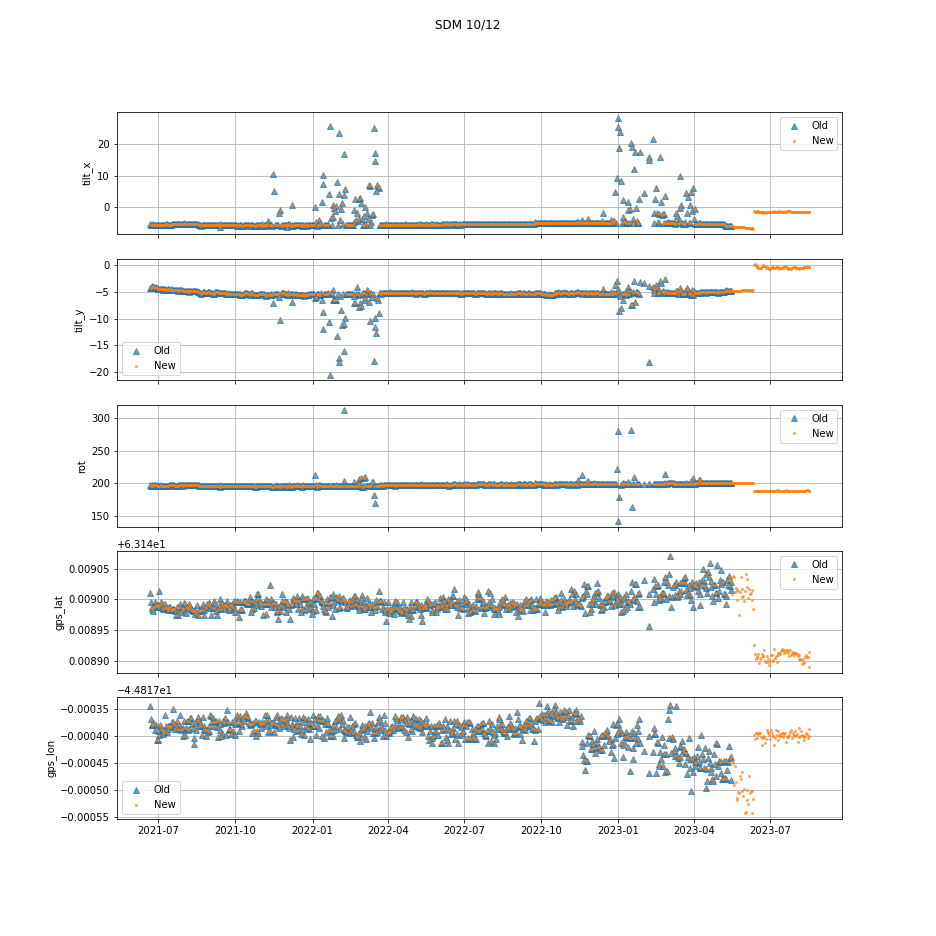 SDM 10/12
tilt_x
20
10
0
Old
New
tilt_y
0
−5
−10
−15
−20
Old
New
rot
300
250
200
150
Old
New
+6.314e1
gps_lat
0.00905
0.00900
0.00895
0.00890
Old
New
−4.4817e1
gps_lon
−0.00035
−0.00040
−0.00045
−0.00050
−0.00055
Old
New
2021-07 2021-10 2022-01 2022-04 2022-07 2022-10 2023-01 2023-04 2023-07